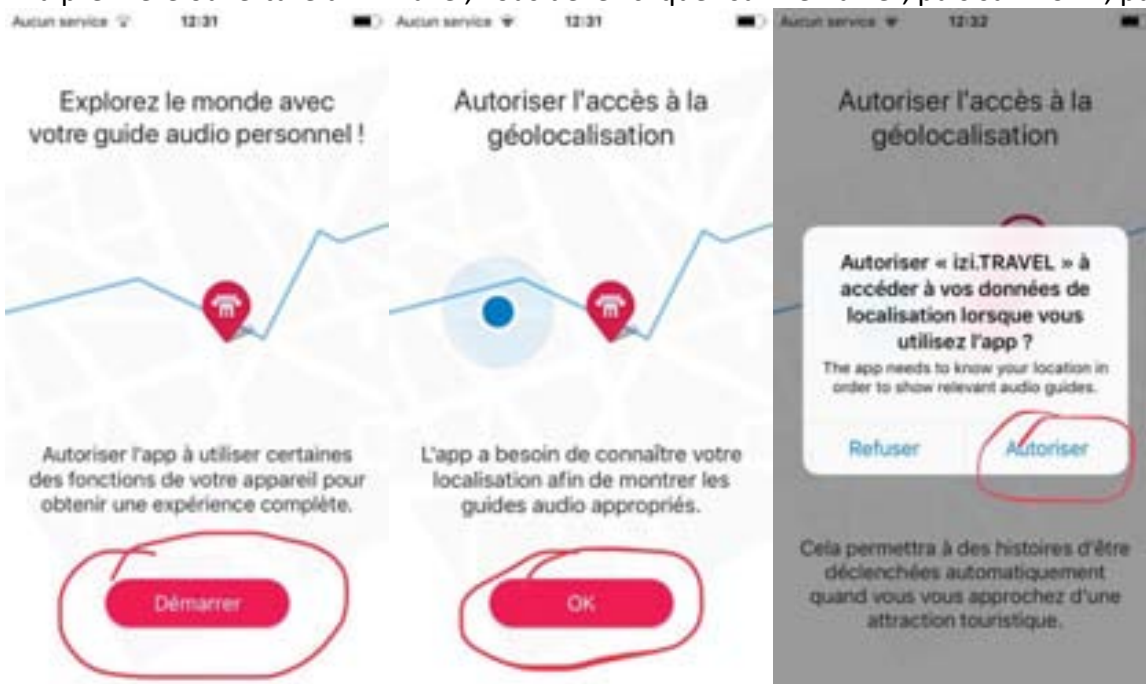 Aucun service 12:31
Explorez le monde avec
votre guide audio personnel !
Autoriser l'app à utiliser certaines
des fonctions de votre appareil pour
obtenir une expérience complète.
Démarrer
Aucun service 12:31
Autoriser l'accès à la
géolocalisation
L'app a besoin de connaître votre
localisation afin de montrer les
guides audio appropriés.
OK
Aucun service 12:32
Autoriser l'accès à la
géolocalisation
Autoriser « izi.TRAVEL » à
accéder à vos données de
localisation lorsque vous
utilisez l'app ?
The app needs to know your location in
order to show relevant audio guides.
Refuser Autoriser
Cela permettra à des histoires d'être
déclenchées automatiquement
quand vous vous approchez d'une
attraction touristique.